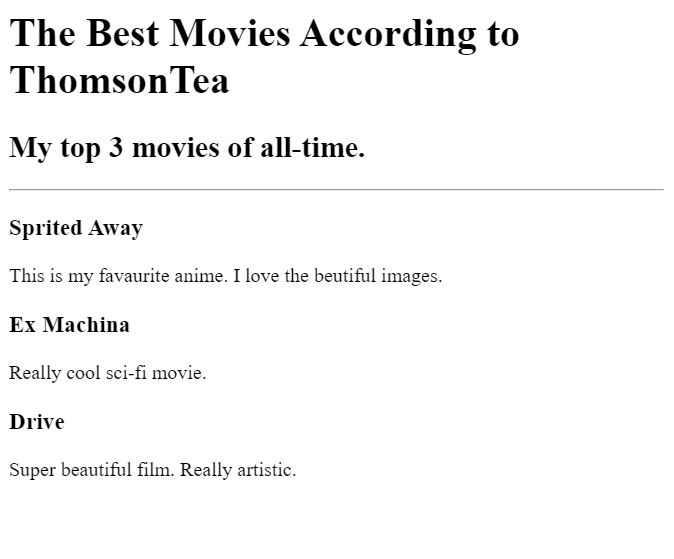 The Best Movies According to
ThomsonTea
My top 3 movies of all-time.
Sprited Away
This is my favaurite anime. I love the beutiful images.
Ex Machina
Really cool sci-fi movie.
Drive
Super beautiful film. Really artistic.